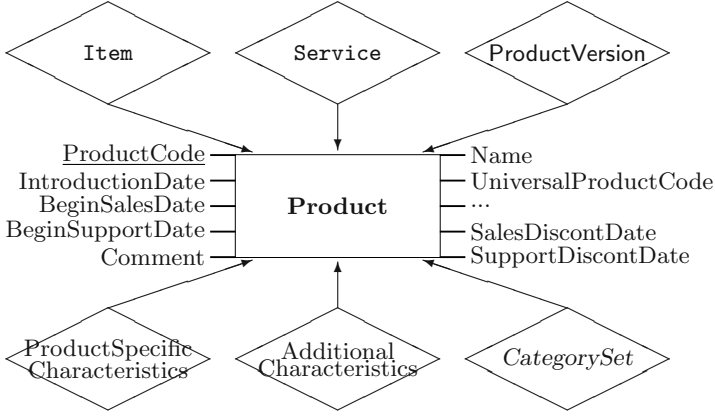 Item
Service
ProductVersion
ProductCode
Name
IntroductionDate
UniversalProductCode
BeginSalesDate
Product
...
BeginSupportDate
SalesDiscontDate
Comment
SupportDiscontDate
ProductSpecific
Characteristics
Additional
Characteristics
CategorySet